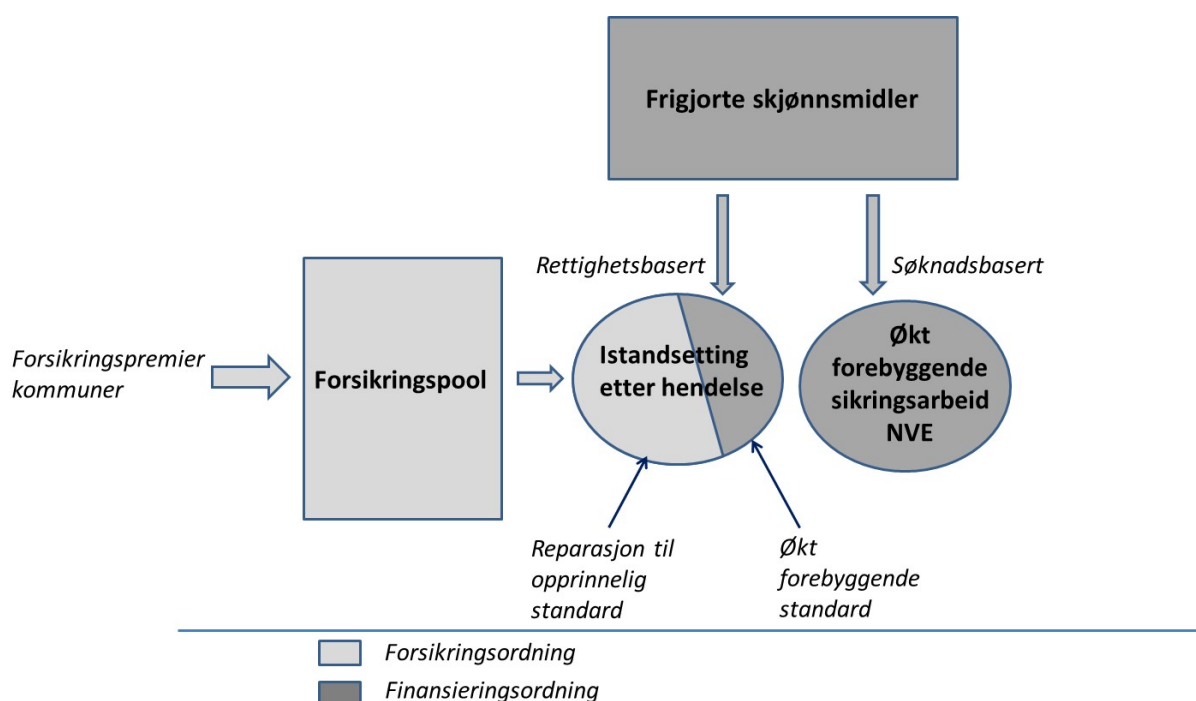 Frigjorte skjønnsmidler
Rettighetsbasert
Søknadsbasert
Forsikringspremier
kommuner
Forsikringspool
Istandsetting
etter hendelse
Økt
forebyggende
sikringsarbeid
NVE
Reparasjon til
opprinnelig
standard
Økt
forebyggende
standard
Forsikringsordning
Finansieringsordning